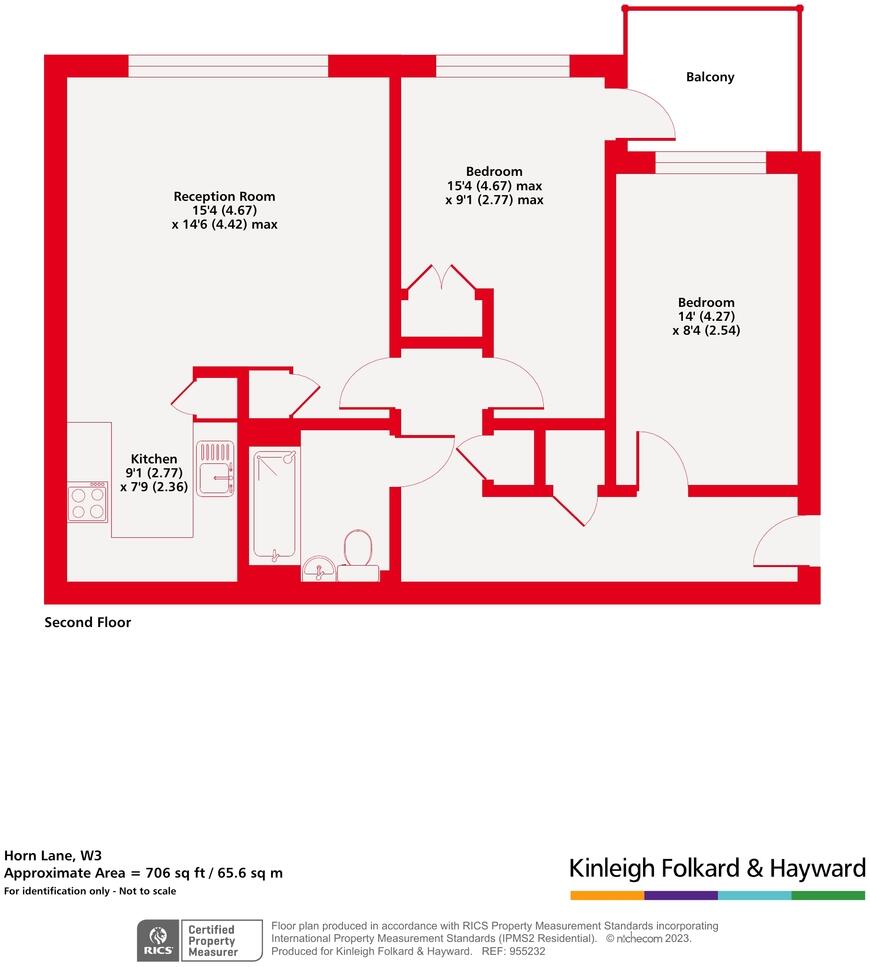 Balcony
Bedroom
15'4 (4.67) max
x 9'1 (2.77) max
Reception Room
15'4 (4.67)
x 14'6 (4.42) max
Bedroom
14' (4.27)
x 8'4 (2.54)
Kitchen
9'1 (2.77)
x 7'9 (2.36)
Second Floor
Horn Lane, W3
Approximate Area = 706 sq ft / 65.6 sq m
For identification only - Not to scale
Kinleigh Folkard & Hayward
RICS
Certified
Property
Measurer
Floor plan produced in accordance with RICS Property Measurement Standards incorporating
International Property Measurement Standards (IPMS2 Residential). © nichecom 2023.
Produced for Kinleigh Folkard & Hayward. REF: 955232